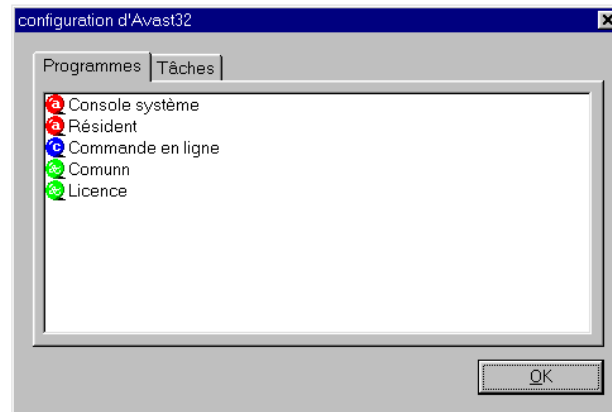 configuration d'Avast32
Programmes Tâches
Console système
Résident
Commande en ligne
Comunn
Licence
OK